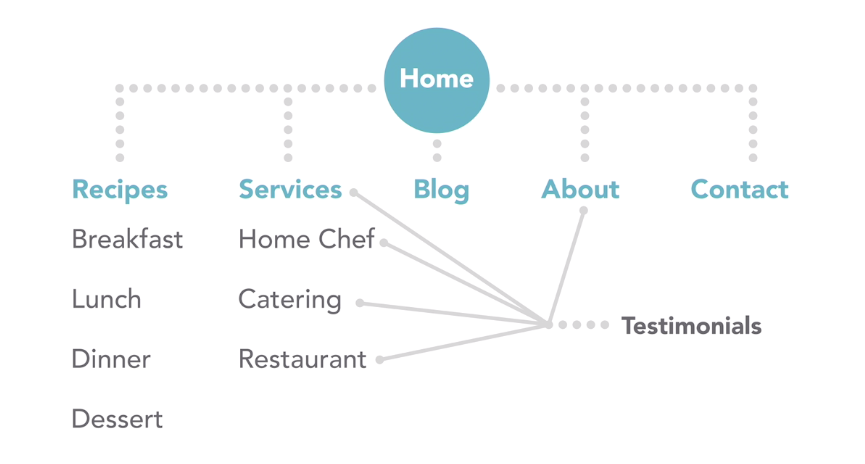 Home
Recipes
Services
Blog
About
Contact
Breakfast
Home Chef
Lunch
Catering
Testimonials
Dinner
Restaurant
Dessert